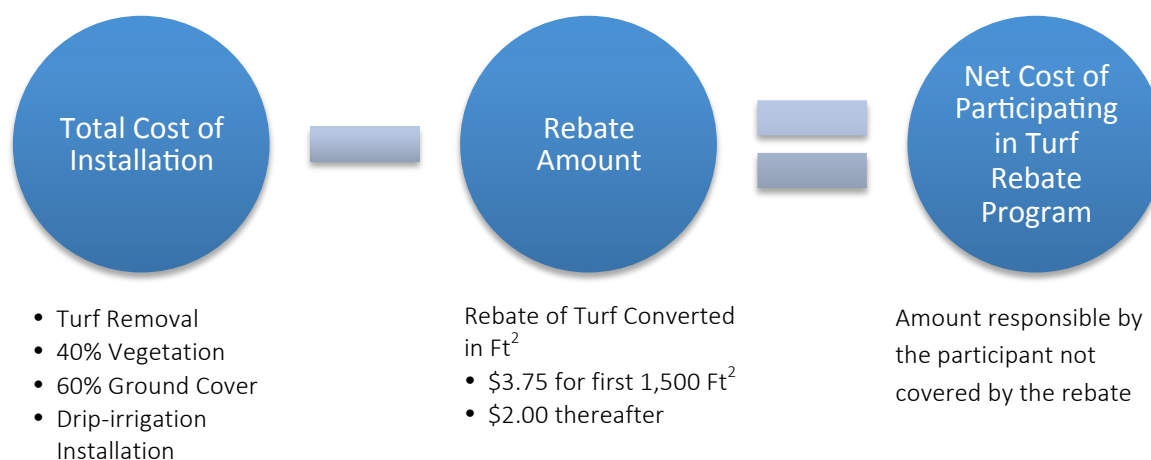 Total Cost of
Installation
Rebate
Amount
Net Cost of
Participating
in Turf
Rebate
Program
• Turf Removal
• 40% Vegetation
• 60% Ground Cover
• Drip-irrigation
Installation
Rebate of Turf Converted
in Ft²
• $3.75 for first 1,500 Ft²
• $2.00 thereafter
Amount responsible by
the participant not
covered by the rebate